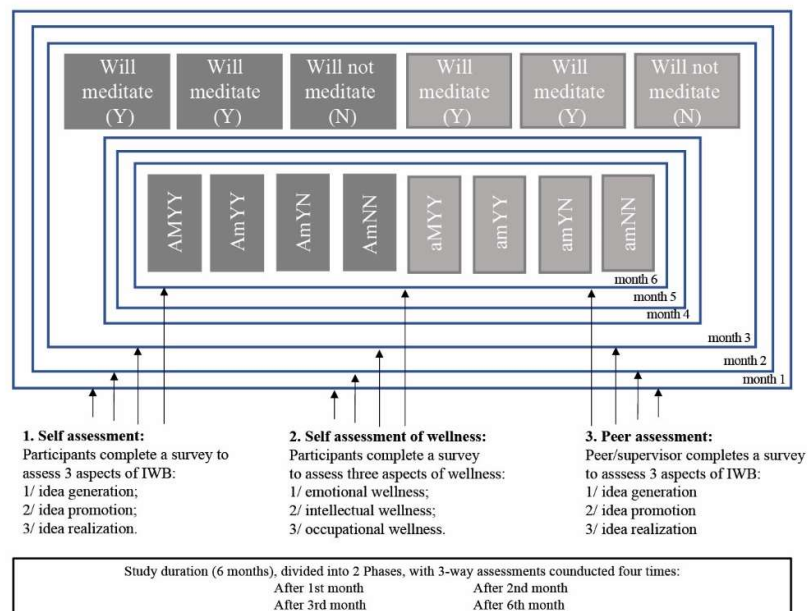 Will meditate (Y)
Will meditate (Y)
Will not meditate (N)
Will meditate (Y)
Will meditate (Y)
Will not meditate (N)
AMYY
AmYY
AmYN
AmNN
aMYY
amYY
amYN
amNN
month 6
month 5
month 4
month 3
month 2
month 1
1. Self assessment:
Participants complete a survey to
assess 3 aspects of IWB:
1/ idea generation;
2/ idea promotion;
3/ idea realization.
2. Self assessment of wellness:
Participants complete a survey
to assess three aspects of wellness:
1/ emotional wellness;
2/ intellectual wellness;
3/ occupational wellness.
3. Peer assessment:
Peer/supervisor completes a survey
to asssess 3 aspects of IWB:
1/ idea generation
2/ idea promotion
3/ idea realization
Study duration (6 months), divided into 2 Phases, with 3-way assessments counducted four times:
After 1st month After 2nd month
After 3rd month After 6th month